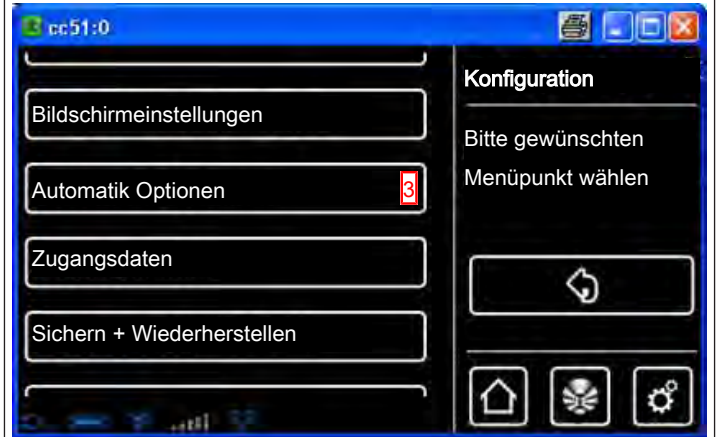 cc51:0
Bildschirmeinstellungen
Automatik Optionen 3
Zugangsdaten
Sichern + Wiederherstellen
Konfiguration
Bitte gewünschten
Menüpunkt wählen